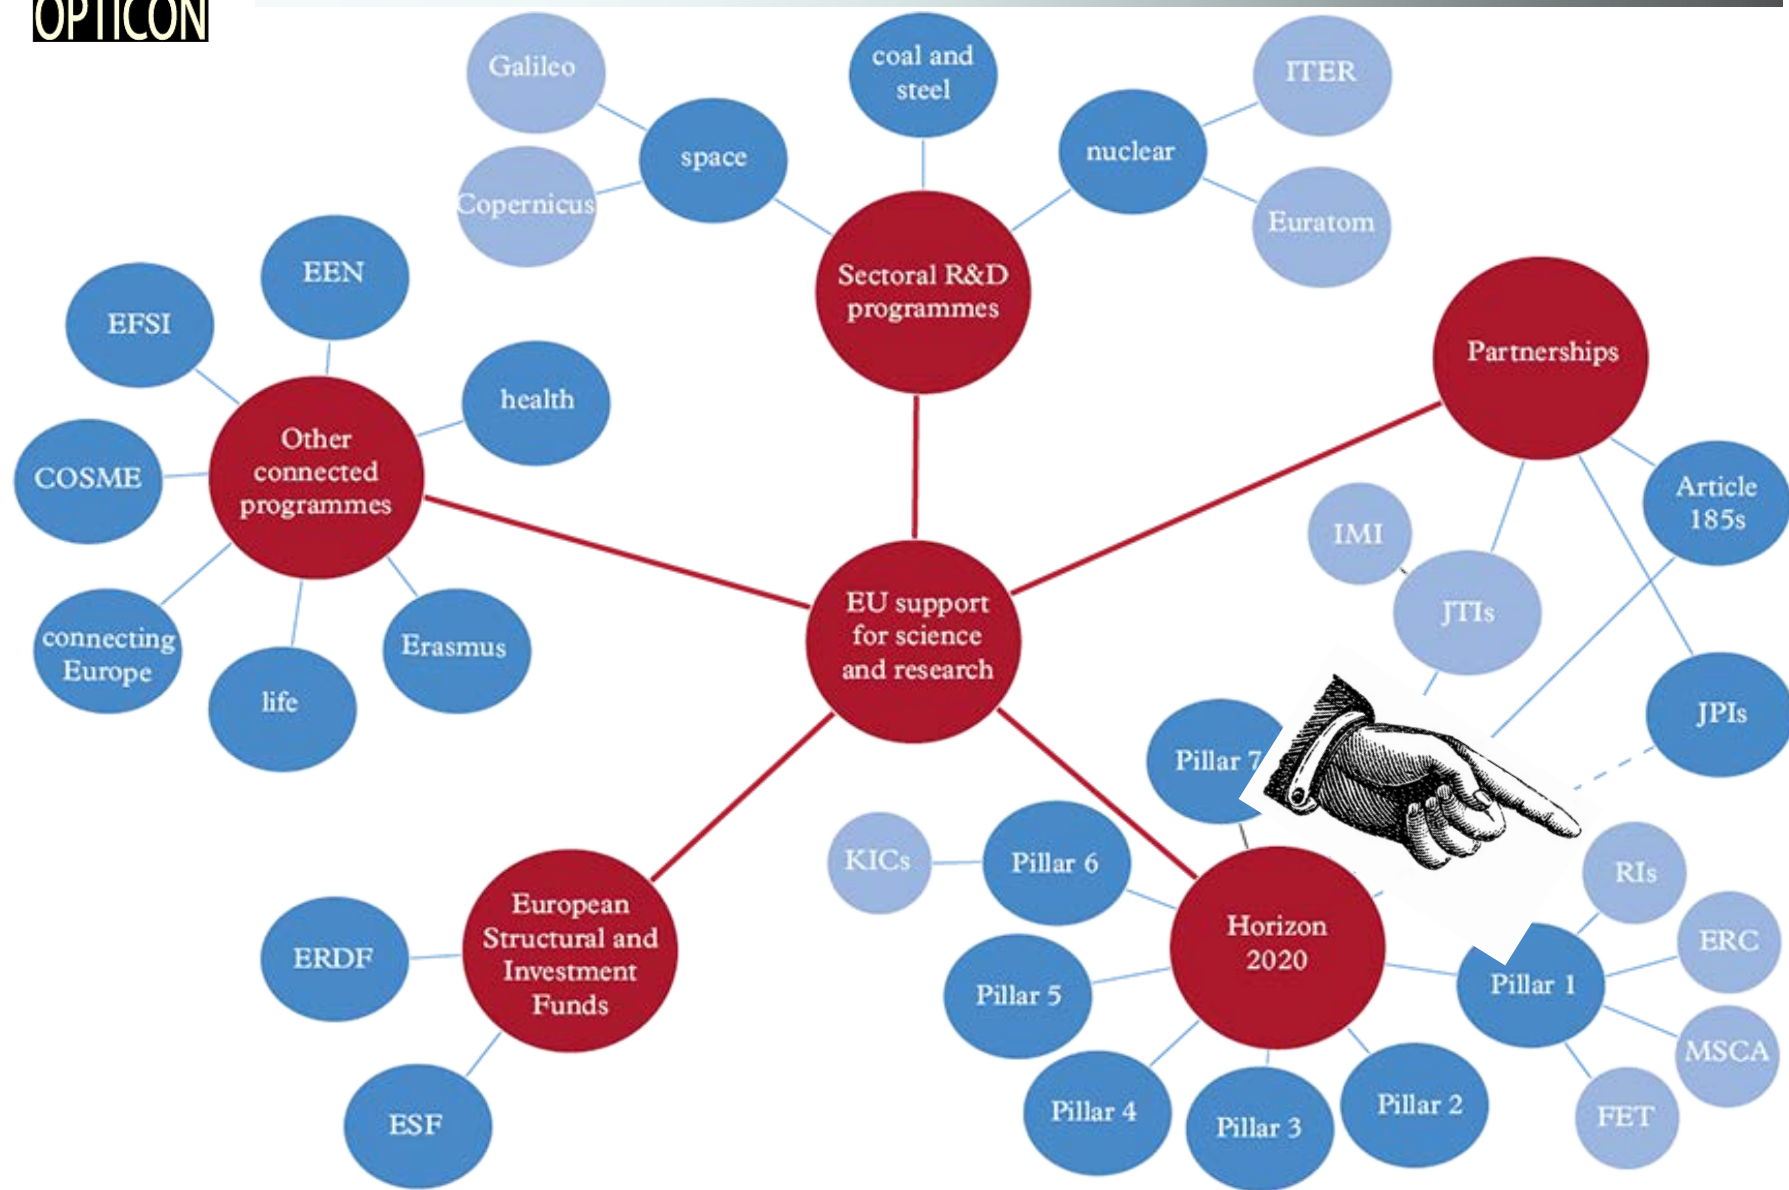 OPTICON
Galileo
coal and
steel
ITER
space
nuclear
Copernicus
Euratom
Sectoral R&D
programmes
EEN
EFSI
health
Partnerships
Other
connected
programmes
COSME
Article
185s
IMI
JTIs
EU support
for science
and research
connecting
Europe
Erasmus
life
JPIs
Pillar 7
KICs
Pillar 6
RIs
European
Structural and
Investment
Funds
Horizon
2020
ERC
ERDF
Pillar 5
Pillar 1
MSCA
Pillar 4
Pillar 3
Pillar 2
FET
ESF